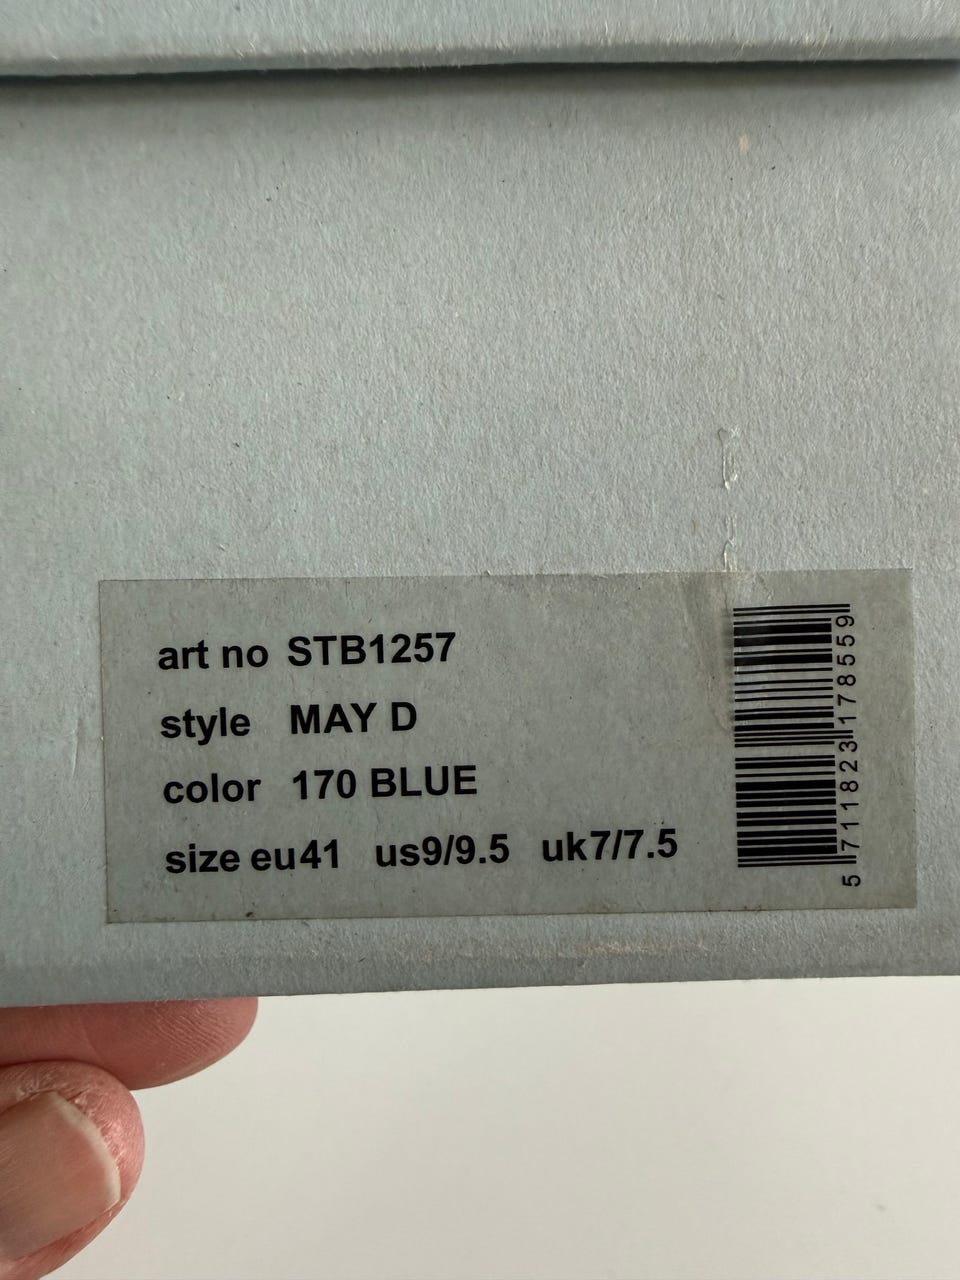 art no STB1257
style MAY D
color 170 BLUE
size eu41 us9/9.5 uk7/7.5
5 711823 178559